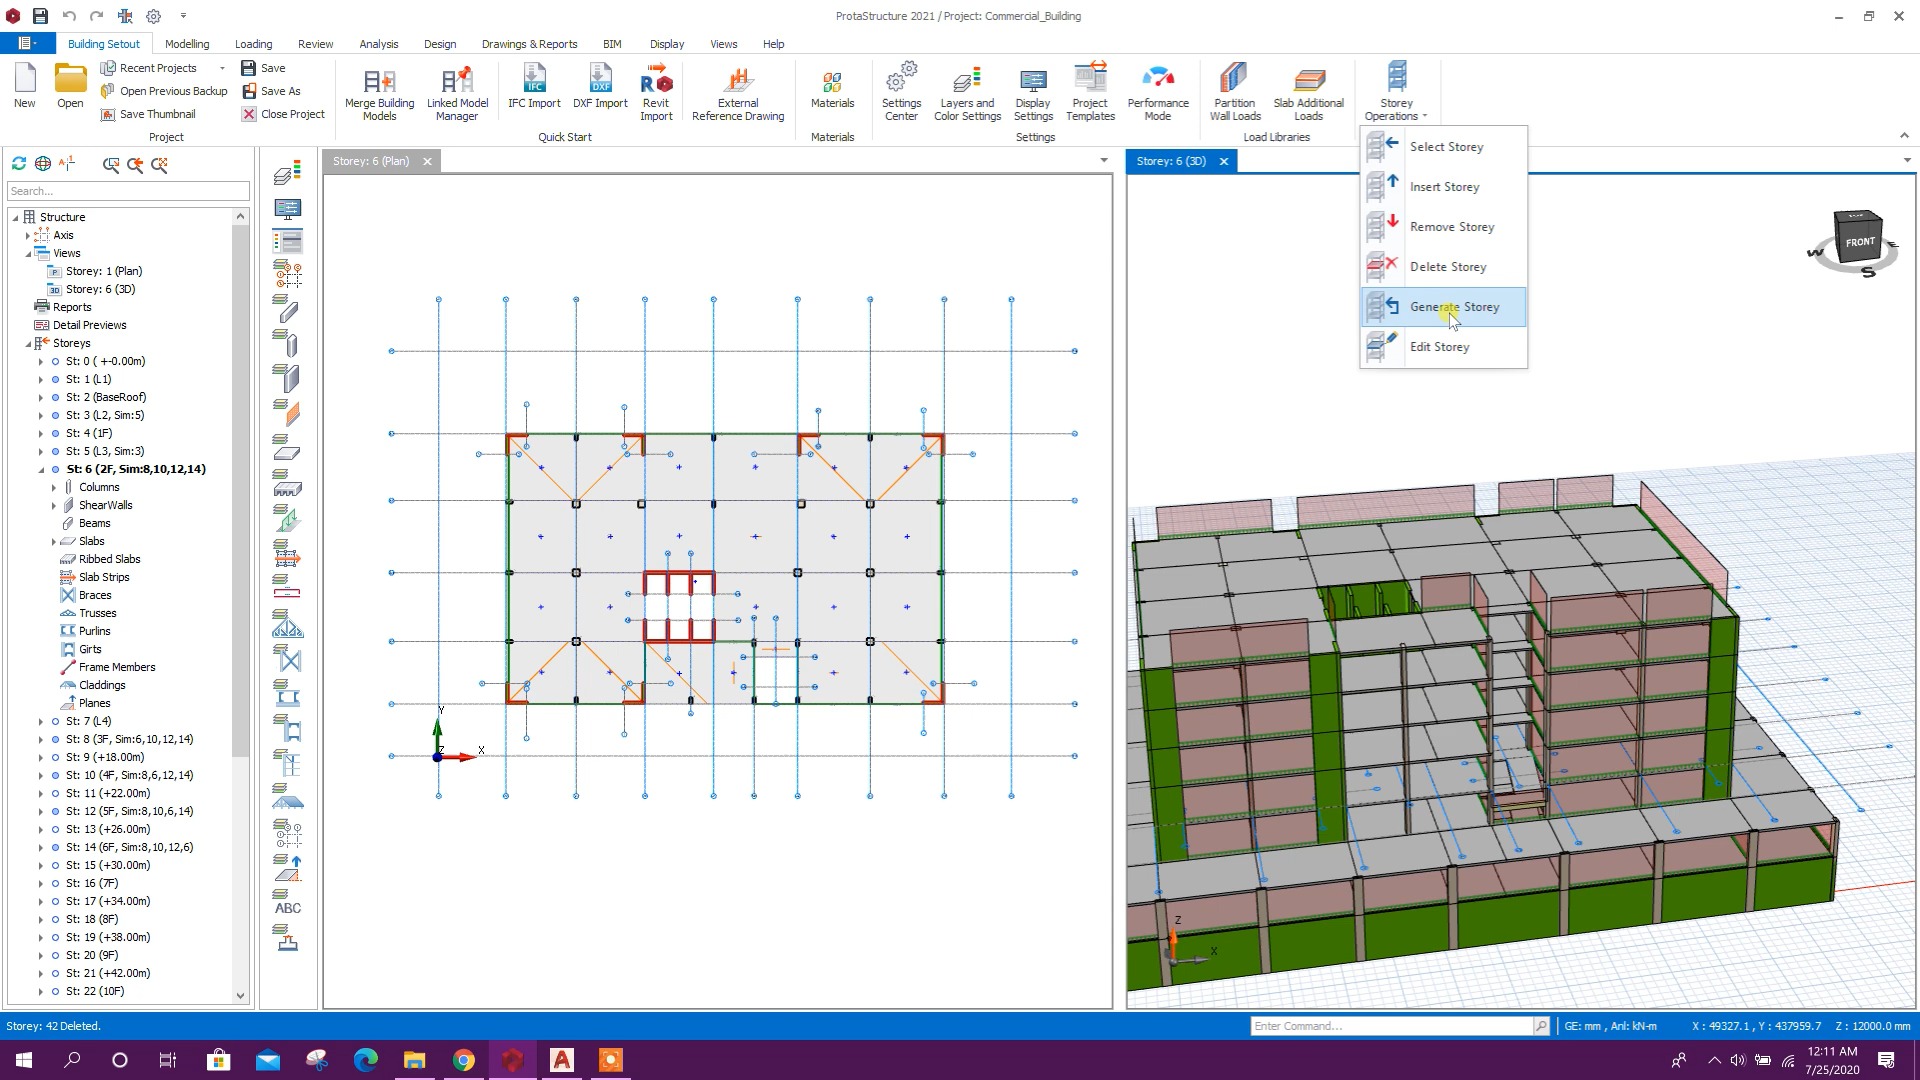 ProtaStructure 2021 / Project: Commercial_Building
Building Setout
Modelling
Loading
Review
Analysis
Design
Drawings & Reports
BIM
Display
Views
Help
New
Open
Recent Projects
Open Previous Backup
Save Thumbnail
Save
Save As
Close Project
Project
Merge Building Models
Linked Model Manager
IFC Import
DXF Import
Revit Import
External Reference Drawing
Quick Start
Materials
Materials
Settings Center
Layers and Color Settings
Display Settings
Project Templates
Performance Mode
Settings
Partition Wall Loads
Slab Additional Loads
Load Libraries
Storey Operations
Select Storey
Insert Storey
Remove Storey
Delete Storey
Generate Storey
Edit Storey
Search...
Structure
Axis
Views
Storey: 1 (Plan)
Storey: 6 (3D)
Reports
Detail Previews
Storeys
St: 0 ( +-0.00m)
St: 1 (L1)
St: 2 (BaseRoof)
St: 3 (L2, Sim:5)
St: 4 (1F)
St: 5 (L3, Sim:3)
St: 6 (2F, Sim:8,10,12,14)
Columns
ShearWalls
Beams
Slabs
Ribbed Slabs
Slab Strips
Braces
Trusses
Purlins
Girts
Frame Members
Claddings
Planes
St: 7 (L4)
St: 8 (3F, Sim:6,10,12,14)
St: 9 (+18.00m)
St: 10 (4F, Sim:8,6,12,14)
St: 11 (+22.00m)
St: 12 (5F, Sim:8,10,6,14)
St: 13 (+26.00m)
St: 14 (6F, Sim:8,10,12,6)
St: 15 (+30.00m)
St: 16 (7F)
St: 17 (+34.00m)
St: 18 (8F)
St: 19 (+38.00m)
St: 20 (9F)
St: 21 (+42.00m)
St: 22 (10F)
ABC
Storey: 6 (Plan)
Y
Z
X
Storey: 6 (3D)
FRONT
W
S
E
Z
X
Storey: 42 Deleted.
Enter Command...
GE: mm , Anl: kN-m
X : 49327.1 , Y : 437959.7
Z : 12000.0 mm
12:11 AM
7/25/2020